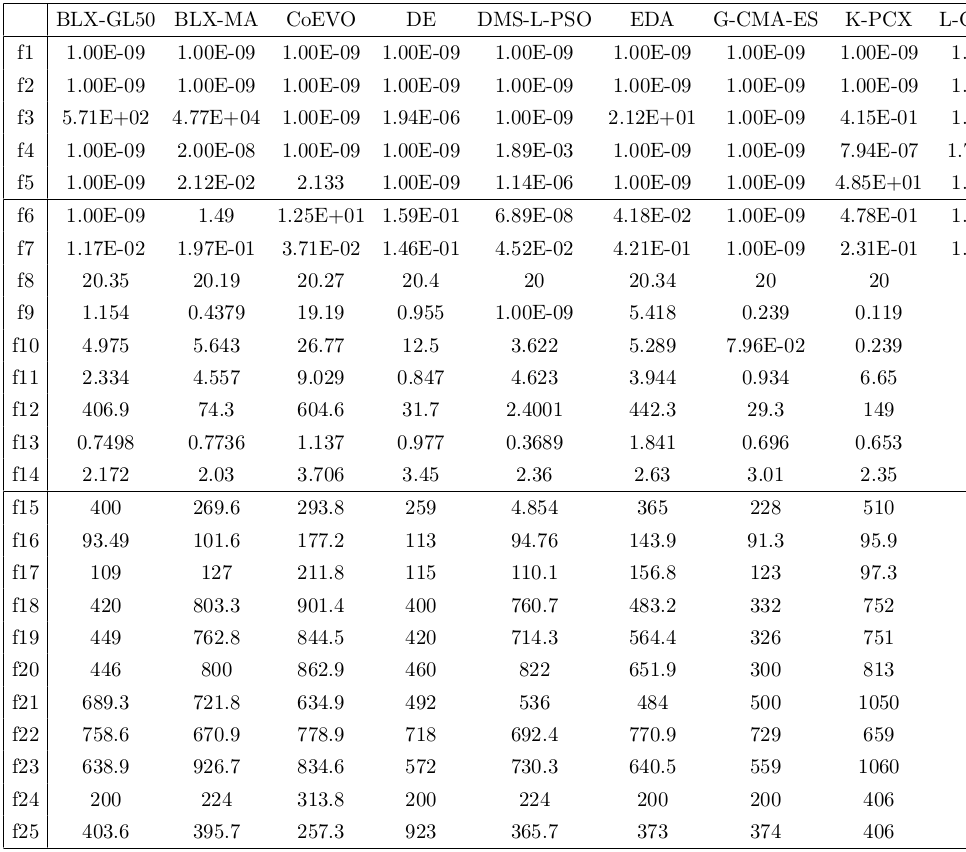 BLX-GL50 BLX-MA CoEVO DE DMS-L-PSO EDA G-CMA-ES K-PCX L-
f1 1.00E-09 1.00E-09 1.00E-09 1.00E-09 1.00E-09 1.00E-09 1.00E-09 1.00E-09 1.
f2 1.00E-09 1.00E-09 1.00E-09 1.00E-09 1.00E-09 1.00E-09 1.00E-09 1.00E-09 1.
f3 5.71E+02 4.77E+04 1.00E-09 1.94E-06 1.00E-09 2.12E+01 1.00E-09 4.15E-01 1.
f4 1.00E-09 2.00E-08 1.00E-09 1.00E-09 1.89E-03 1.00E-09 1.00E-09 7.94E-07 1.
f5 1.00E-09 2.12E-02 2.133 1.00E-09 1.14E-06 1.00E-09 1.00E-09 4.85E+01 1.
f6 1.00E-09 1.49 1.25E+01 1.59E-01 6.89E-08 4.18E-02 1.00E-09 4.78E-01 1.
f7 1.17E-02 1.97E-01 3.71E-02 1.46E-01 4.52E-02 4.21E-01 1.00E-09 2.31E-01 1.
f8 20.35 20.19 20.27 20.4 20 20.34 20 20
f9 1.154 0.4379 19.19 0.955 1.00E-09 5.418 0.239 0.119
f10 4.975 5.643 26.77 12.5 3.622 5.289 7.96E-02 0.239
f11 2.334 4.557 9.029 0.847 4.623 3.944 0.934 6.65
f12 406.9 74.3 604.6 31.7 2.4001 442.3 29.3 149
f13 0.7498 0.7736 1.137 0.977 0.3689 1.841 0.696 0.653
f14 2.172 2.03 3.706 3.45 2.36 2.63 3.01 2.35
f15 400 269.6 293.8 259 4.854 365 228 510
f16 93.49 101.6 177.2 113 94.76 143.9 91.3 95.9
f17 109 127 211.8 115 110.1 156.8 123 97.3
f18 420 803.3 901.4 400 760.7 483.2 332 752
f19 449 762.8 844.5 420 714.3 564.4 326 751
f20 446 800 862.9 460 822 651.9 300 813
f21 689.3 721.8 634.9 492 536 484 500 1050
f22 758.6 670.9 778.9 718 692.4 770.9 729 659
f23 638.9 926.7 834.6 572 730.3 640.5 559 1060
f24 200 224 313.8 200 224 200 200 406
f25 403.6 395.7 257.3 923 365.7 373 374 406